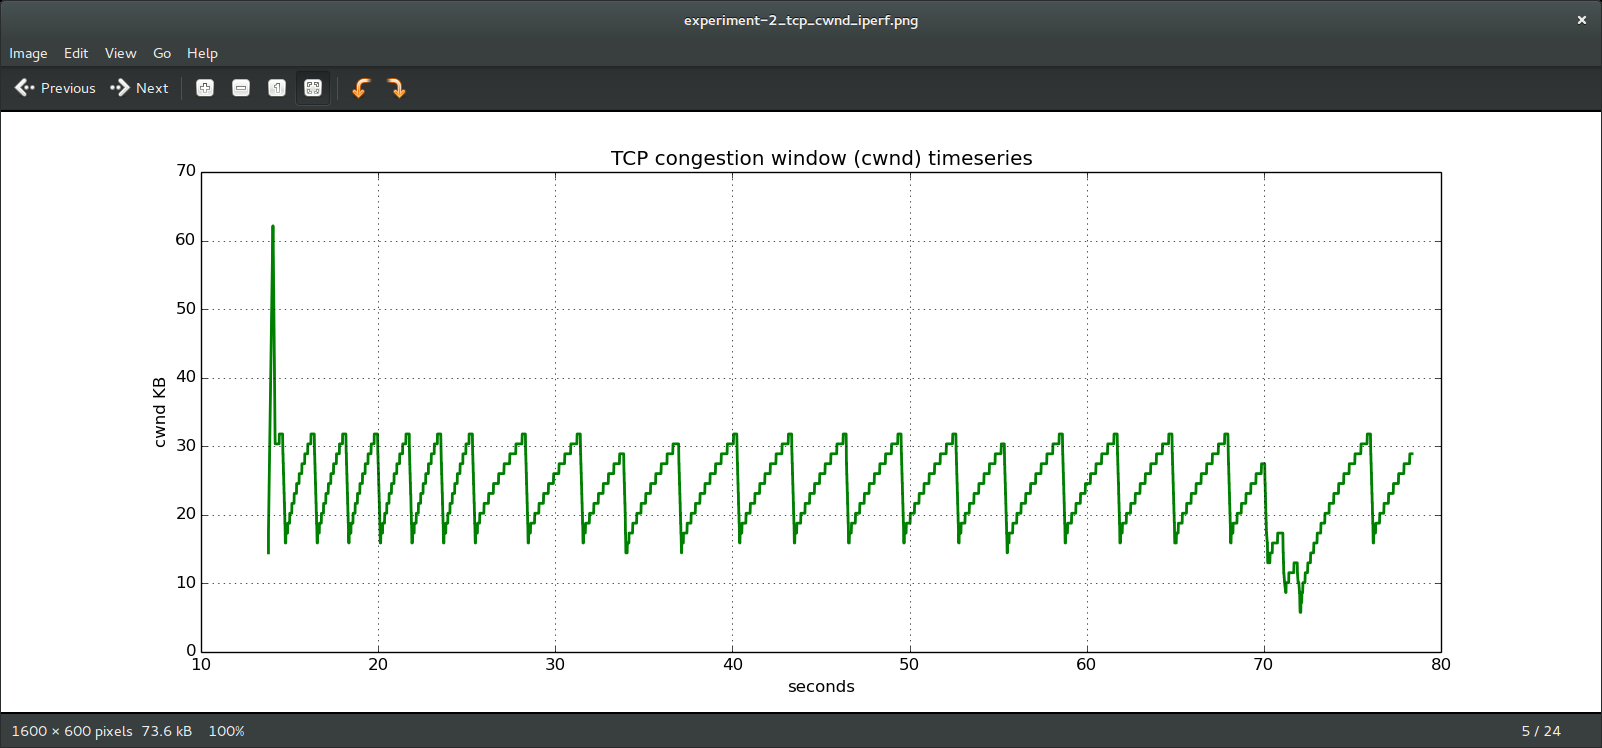 experiment-2_tcp_cwnd_iperf.png
Image Edit View Go Help
Previous Next
TCP congestion window (cwnd) timeseries
70
60
50
40
30
20
10
0
cwnd KB
10 20 30 40 50 60 70 80
seconds
1600 × 600 pixels 73.6 kB 100% 5 / 24